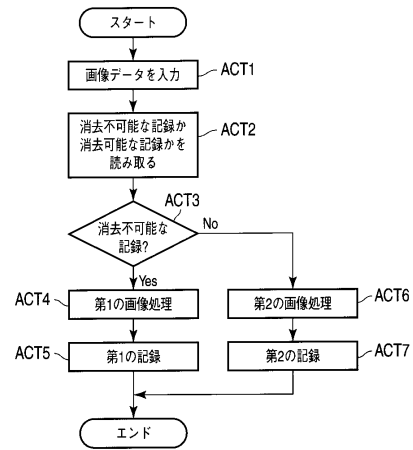 スタート
画像データを入力
ACT1
消去不可能な記録か
消去可能な記録かを
読み取る
ACT2
ACT3
消去不可能な
記録?
No
Yes
ACT4
第1の画像処理
第2の画像処理
ACT6
ACT5
第1の記録
第2の記録
ACT7
エンド